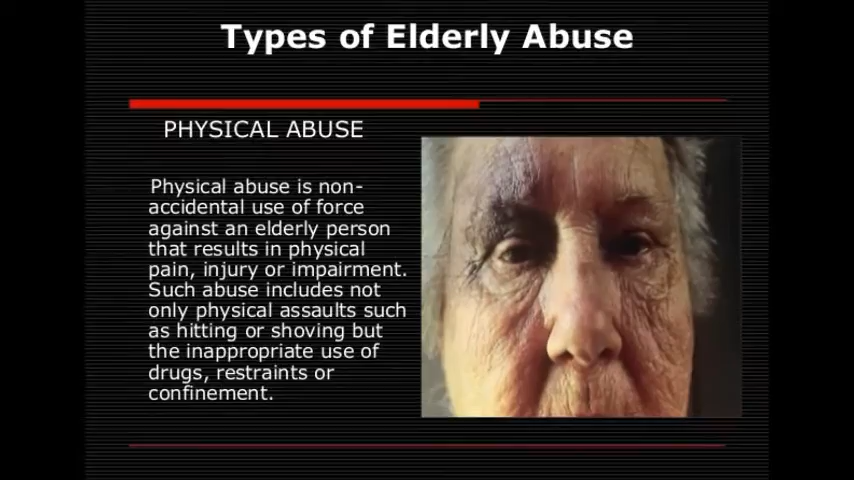 Types of Elderly Abuse
PHYSICAL ABUSE
Physical abuse is non-
accidental use of force
against an elderly person
that results in physical
pain, injury or impairment.
Such abuse includes not
only physical assaults such
as hitting or shoving but
the inappropriate use of
drugs, restraints or
confinement.